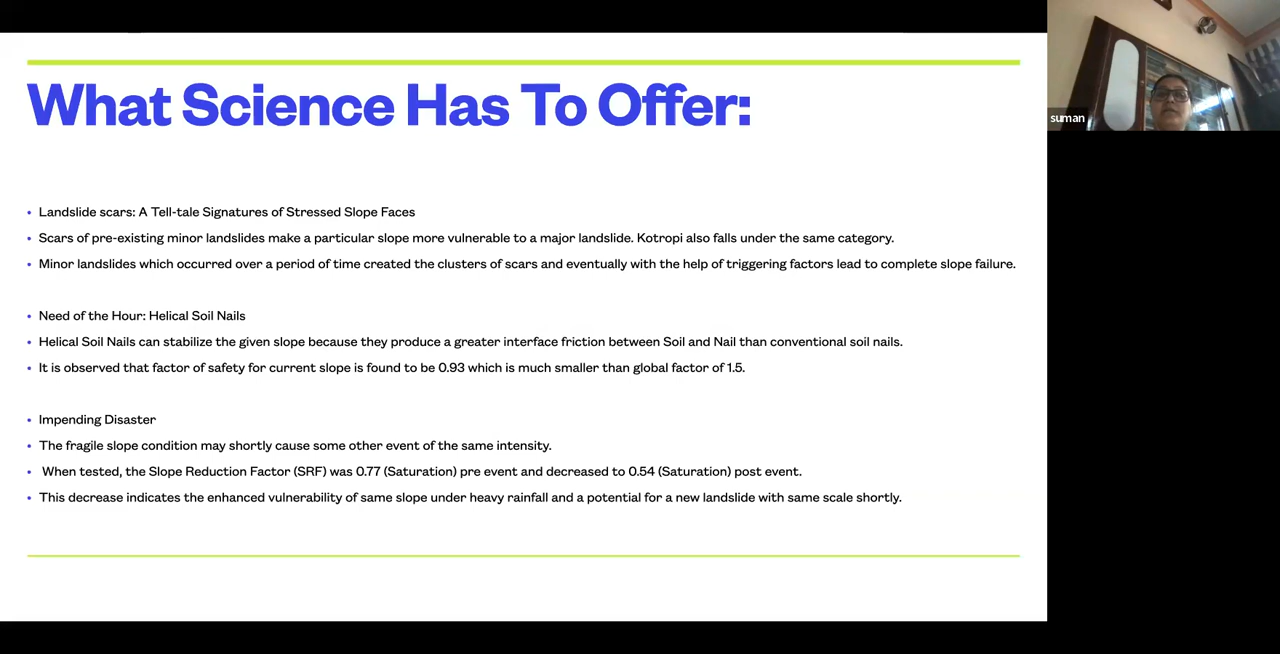 What Science Has To Offer:
suman
• Landslide scars: A Tell-tale Signatures of Stressed Slope Faces
• Scars of pre-existing minor landslides make a particular slope more vulnerable to a major landslide. Kotropi also falls under the same category.
• Minor landslides which occurred over a period of time created the clusters of scars and eventually with the help of triggering factors lead to complete slope failure.
• Need of the Hour: Helical Soil Nails
• Helical Soil Nails can stabilize the given slope because they produce a greater interface friction between Soil and Nail than conventional soil nails.
• It is observed that factor of safety for current slope is found to be 0.93 which is much smaller than global factor of 1.5.
• Impending Disaster
• The fragile slope condition may shortly cause some other event of the same intensity.
• When tested, the Slope Reduction Factor (SRF) was 0.77 (Saturation) pre event and decreased to 0.54 (Saturation) post event.
• This decrease indicates the enhanced vulnerability of same slope under heavy rainfall and a potential for a new landslide with same scale shortly.